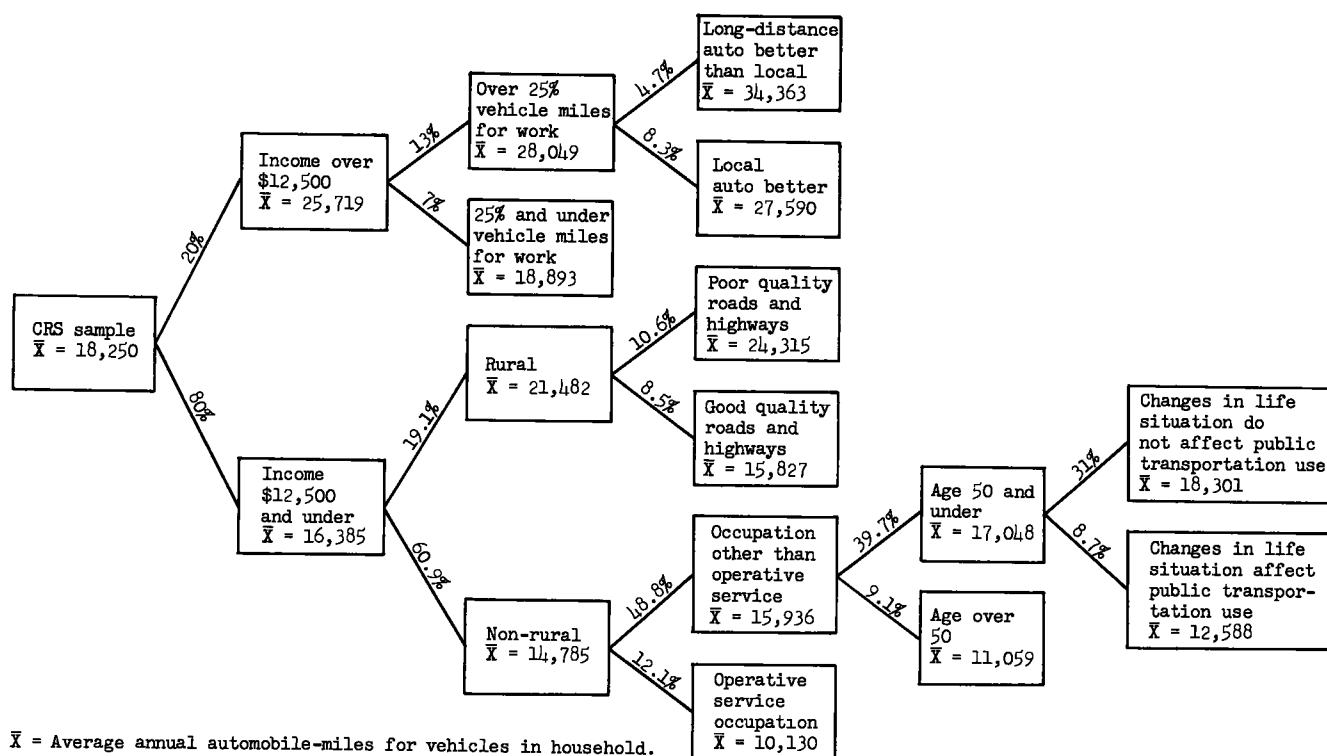 CRS sample
X̄ = 18,250
20%
80%
Income over
$12,500
X̄ = 25,719
13%
7%
Over 25%
vehicle miles
for work
X̄ = 28,049
4.7%
8.3%
Long-distance
auto better
than local
X̄ = 34,363
Local
auto better
X̄ = 27,590
25% and under
vehicle miles
for work
X̄ = 18,893
Income
$12,500
and under
X̄ = 16,385
19.1%
60.9%
Rural
X̄ = 21,482
10.6%
8.5%
Poor quality
roads and
highways
X̄ = 24,315
Good quality
roads and
highways
X̄ = 15,827
Non-rural
X̄ = 14,785
48.8%
12.1%
Occupation
other than
operative
service
X̄ = 15,936
39.7%
9.1%
Age 50 and
under
X̄ = 17,048
31%
8.7%
Changes in life
situation do
not affect public
transportation use
X̄ = 18,301
Changes in life
situation affect
public transpor-
tation use
X̄ = 12,588
Age over
50
X̄ = 11,059
Operative
service
occupation
X̄ = 10,130
X̄ = Average annual automobile-miles for vehicles in household.